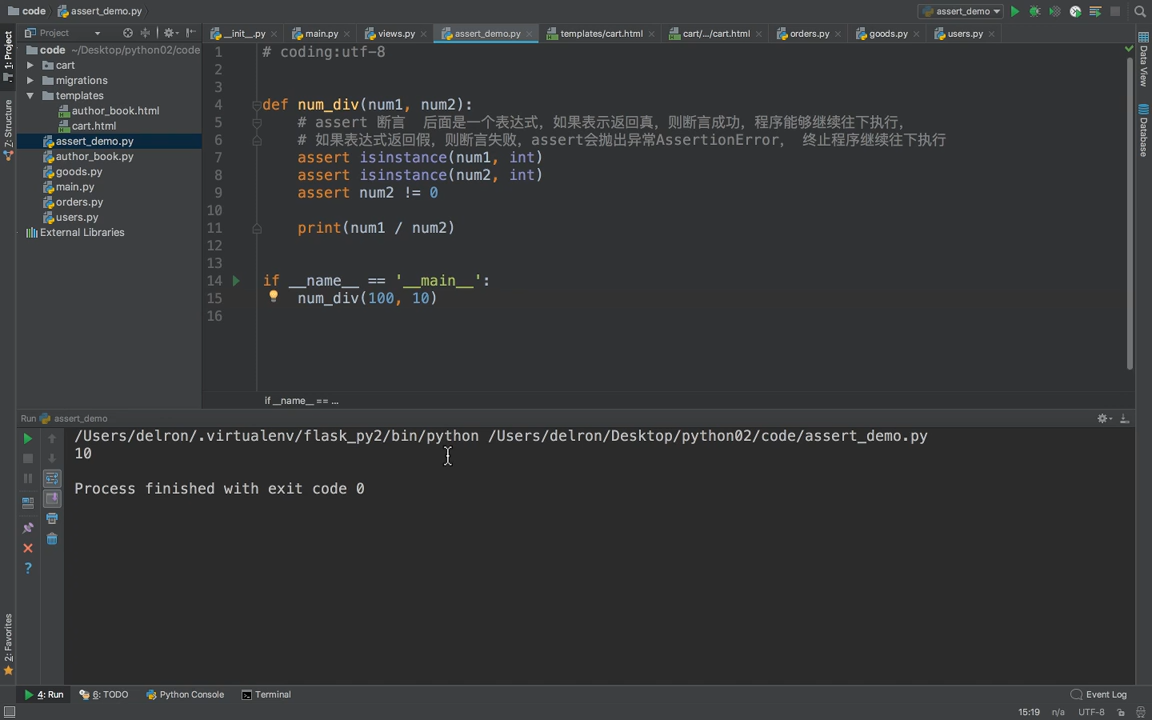 code
assert_demo.py
assert_demo
Project
__init__.py
main.py
views.py
assert_demo.py
templates/cart.html
cart/.../cart.html
orders.py
goods.py
users.py
1: Project
Z: Structure
2: Favorites
Data View
Database
code ~/Desktop/python02/code
cart
migrations
templates
author_book.html
cart.html
assert_demo.py
author_book.py
goods.py
main.py
orders.py
users.py
External Libraries
1 # coding:utf-8
2
3
4 def num_div(num1, num2):
5 # assert 断言  后面是一个表达式，如果表示返回真，则断言成功，程序能够继续往下执行，
6 # 如果表达式返回假，则断言失败，assert会抛出异常AssertionError， 终止程序继续往下执行
7 assert isinstance(num1, int)
8 assert isinstance(num2, int)
9 assert num2 != 0
10
11 print(num1 / num2)
12
13
14 if __name__ == '__main__':
15 num_div(100, 10)
16
if __name__ == ...
Run assert_demo
/Users/delron/.virtualenv/flask_py2/bin/python /Users/delron/Desktop/python02/code/assert_demo.py
10
Process finished with exit code 0
4: Run
6: TODO
Python Console
Terminal
Event Log
15:19 n/a UTF-8